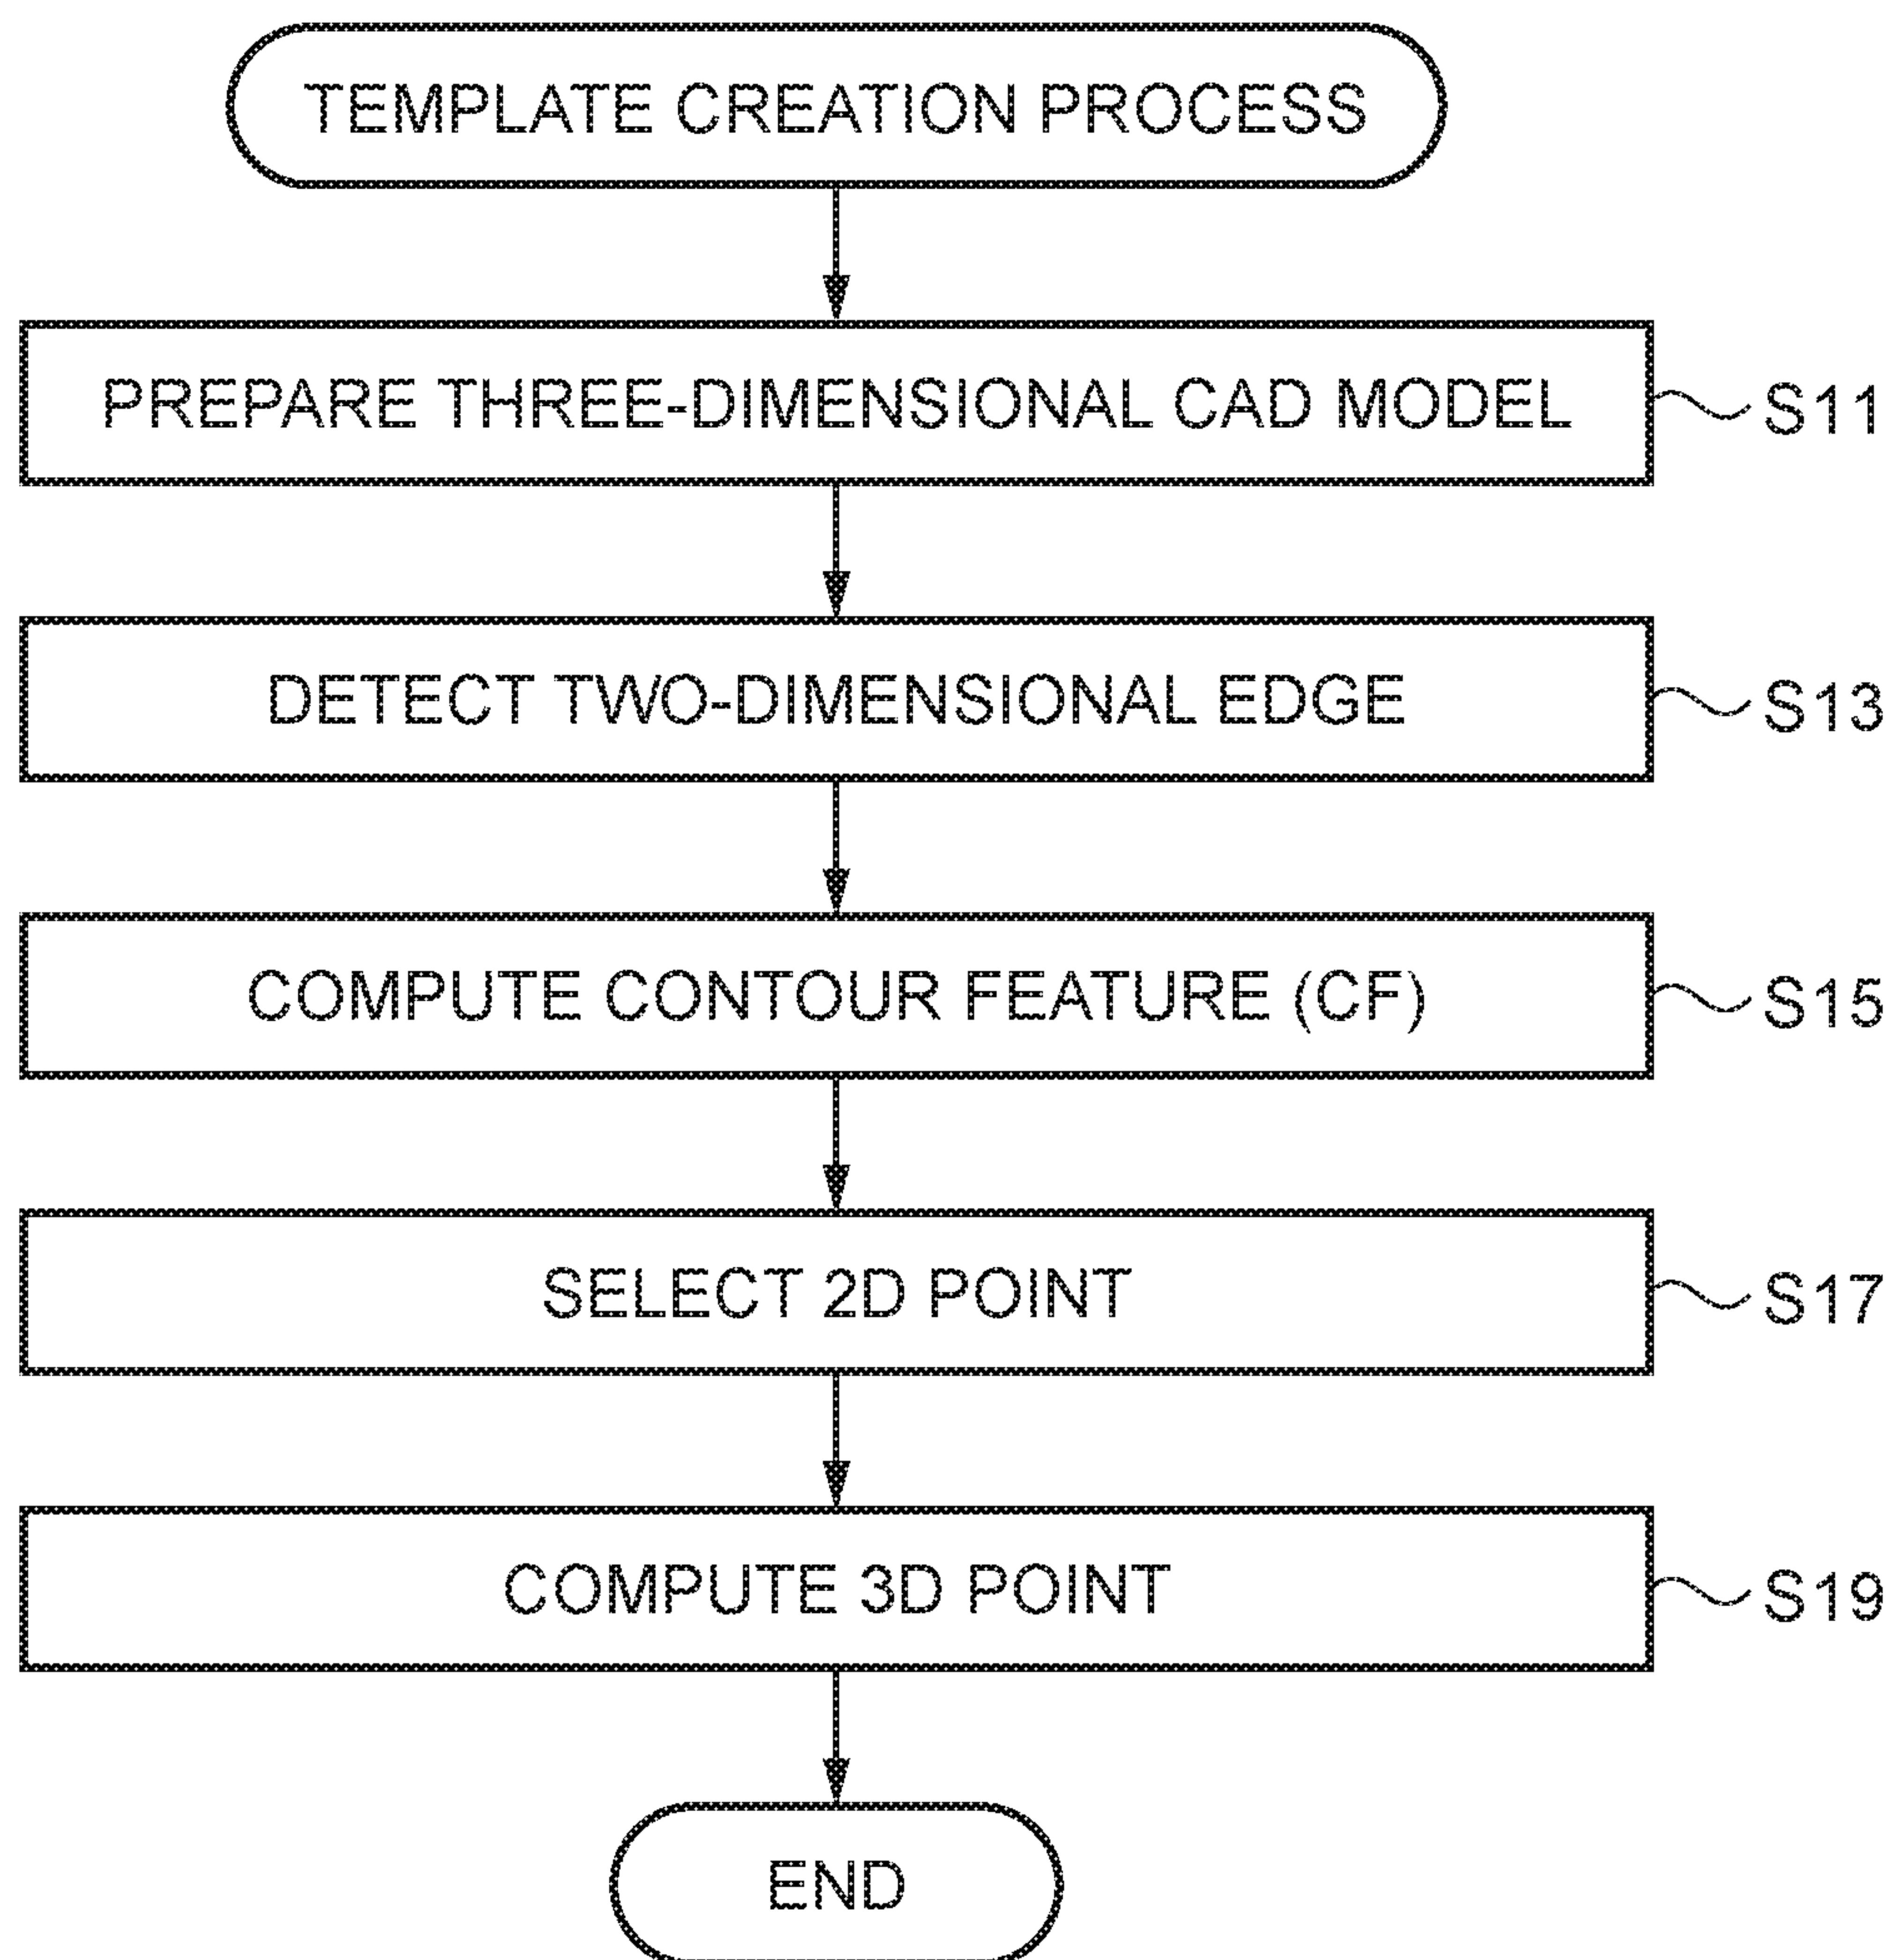 TEMPLATE CREATION PROCESS
PREPARE THREE-DIMENSIONAL CAD MODEL
S11
DETECT TWO-DIMENSIONAL EDGE
S13
COMPUTE CONTOUR FEATURE (CF)
S15
SELECT 2D POINT
S17
COMPUTE 3D POINT
S19
END